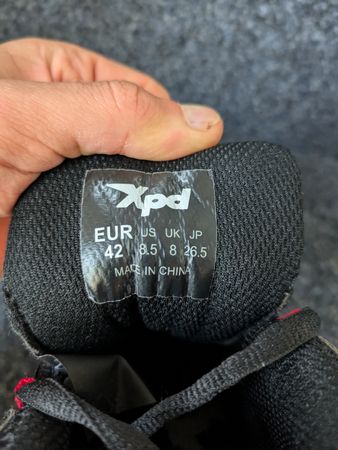 Xpd
EUR US UK JP
42 8.5 8 26.5
MADE IN CHINA